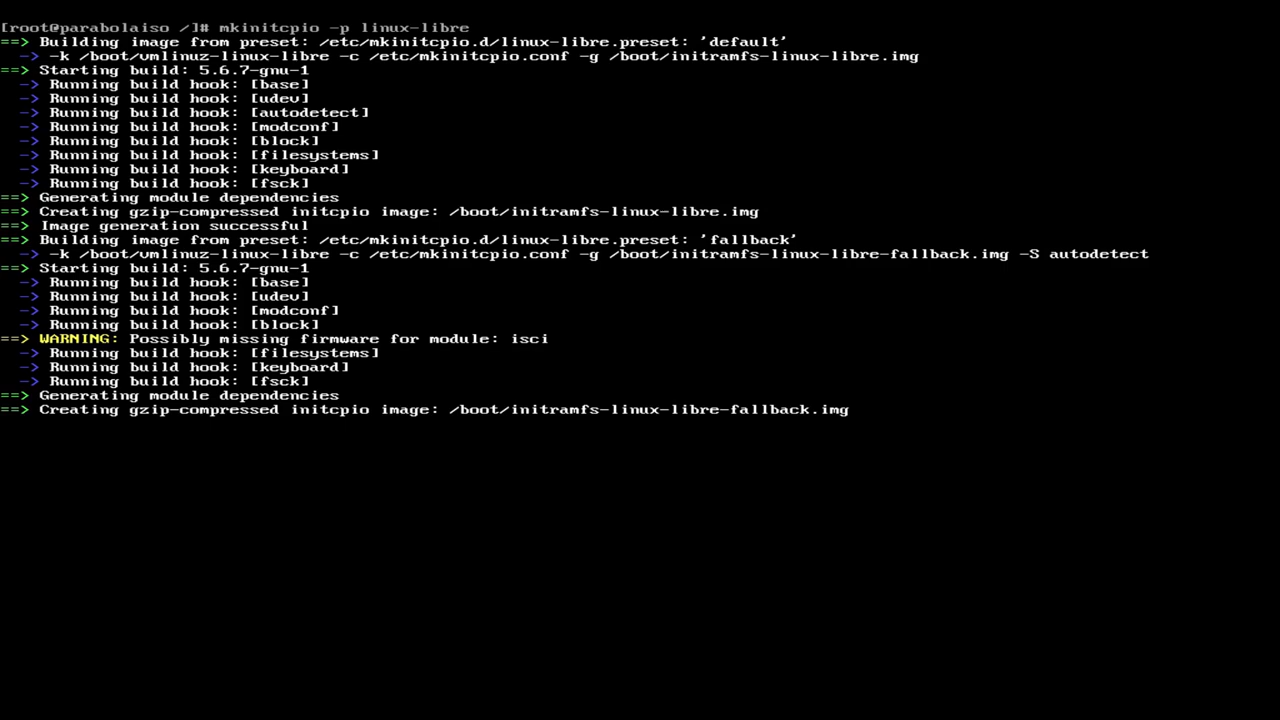 [root@parabolaiso /]# mkinitcpio -p linux-libre
==> Building image from preset: /etc/mkinitcpio.d/linux-libre.preset: 'default'
  -> -k /boot/vmlinuz-linux-libre -c /etc/mkinitcpio.conf -g /boot/initramfs-linux-libre.img
==> Starting build: 5.6.7-gnu-1
  -> Running build hook: [base]
  -> Running build hook: [udev]
  -> Running build hook: [autodetect]
  -> Running build hook: [modconf]
  -> Running build hook: [block]
  -> Running build hook: [filesystems]
  -> Running build hook: [keyboard]
  -> Running build hook: [fsck]
==> Generating module dependencies
==> Creating gzip-compressed initcpio image: /boot/initramfs-linux-libre.img
==> Image generation successful
==> Building image from preset: /etc/mkinitcpio.d/linux-libre.preset: 'fallback'
  -> -k /boot/vmlinuz-linux-libre -c /etc/mkinitcpio.conf -g /boot/initramfs-linux-libre-fallback.img -S autodetect
==> Starting build: 5.6.7-gnu-1
  -> Running build hook: [base]
  -> Running build hook: [udev]
  -> Running build hook: [modconf]
  -> Running build hook: [block]
==> WARNING: Possibly missing firmware for module: isci
  -> Running build hook: [filesystems]
  -> Running build hook: [keyboard]
  -> Running build hook: [fsck]
==> Generating module dependencies
==> Creating gzip-compressed initcpio image: /boot/initramfs-linux-libre-fallback.img